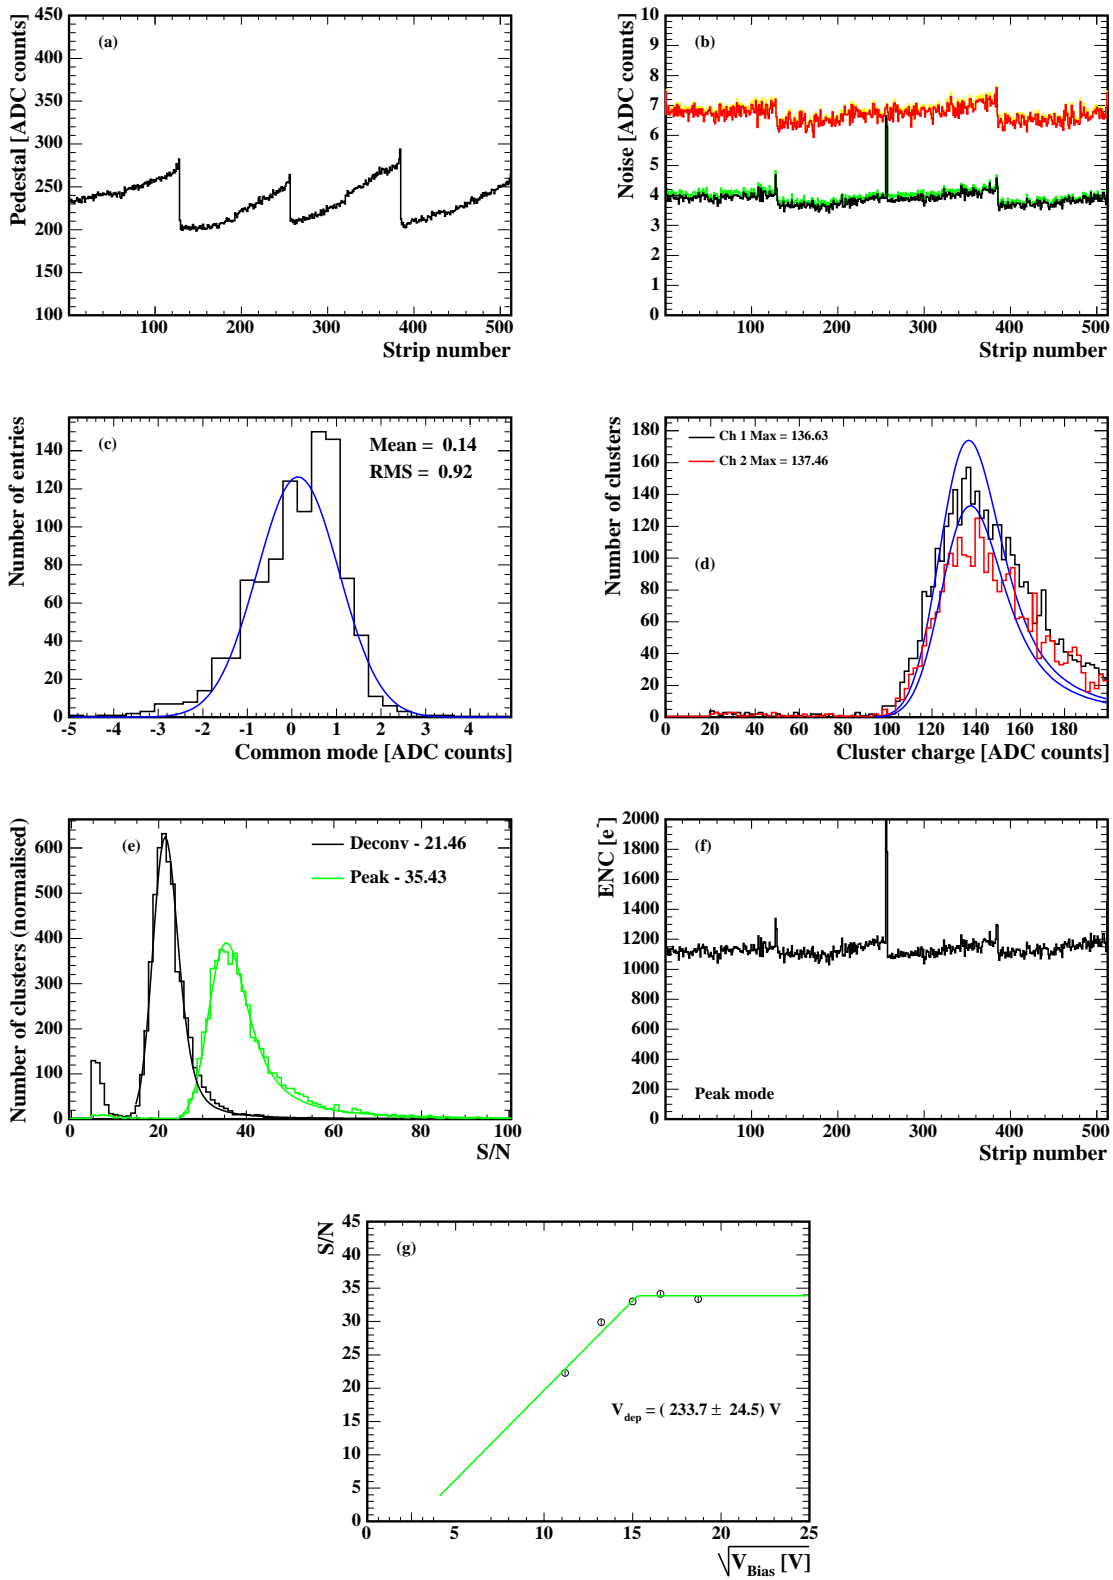 (a)
Pedestal [ADC counts]
450
400
350
300
250
200
150
100
100 200 300 400 500
Strip number
(b)
Noise [ADC counts]
10
9
8
7
6
5
4
3
2
1
0
100 200 300 400 500
Strip number
(c)
Number of entries
Mean = 0.14
RMS = 0.92
140
120
100
80
60
40
20
0
-5 -4 -3 -2 -1 0 1 2 3 4
Common mode [ADC counts]
Number of clusters
Ch 1 Max = 136.63
Ch 2 Max = 137.46
(d)
180
160
140
120
100
80
60
40
20
0
0 20 40 60 80 100 120 140 160 180
Cluster charge [ADC counts]
(e)
Number of clusters (normalised)
Deconv - 21.46
Peak - 35.43
600
500
400
300
200
100
0
0 20 40 60 80 100
S/N
(f)
ENC [e-]
2000
1800
1600
1400
1200
1000
800
600
400
200
0
Peak mode
100 200 300 400 500
Strip number
(g)
S/N
45
40
35
30
25
20
15
10
5
0
Vdep = ( 233.7 ± 24.5) V
0 5 10 15 20 25
√VBias [V]